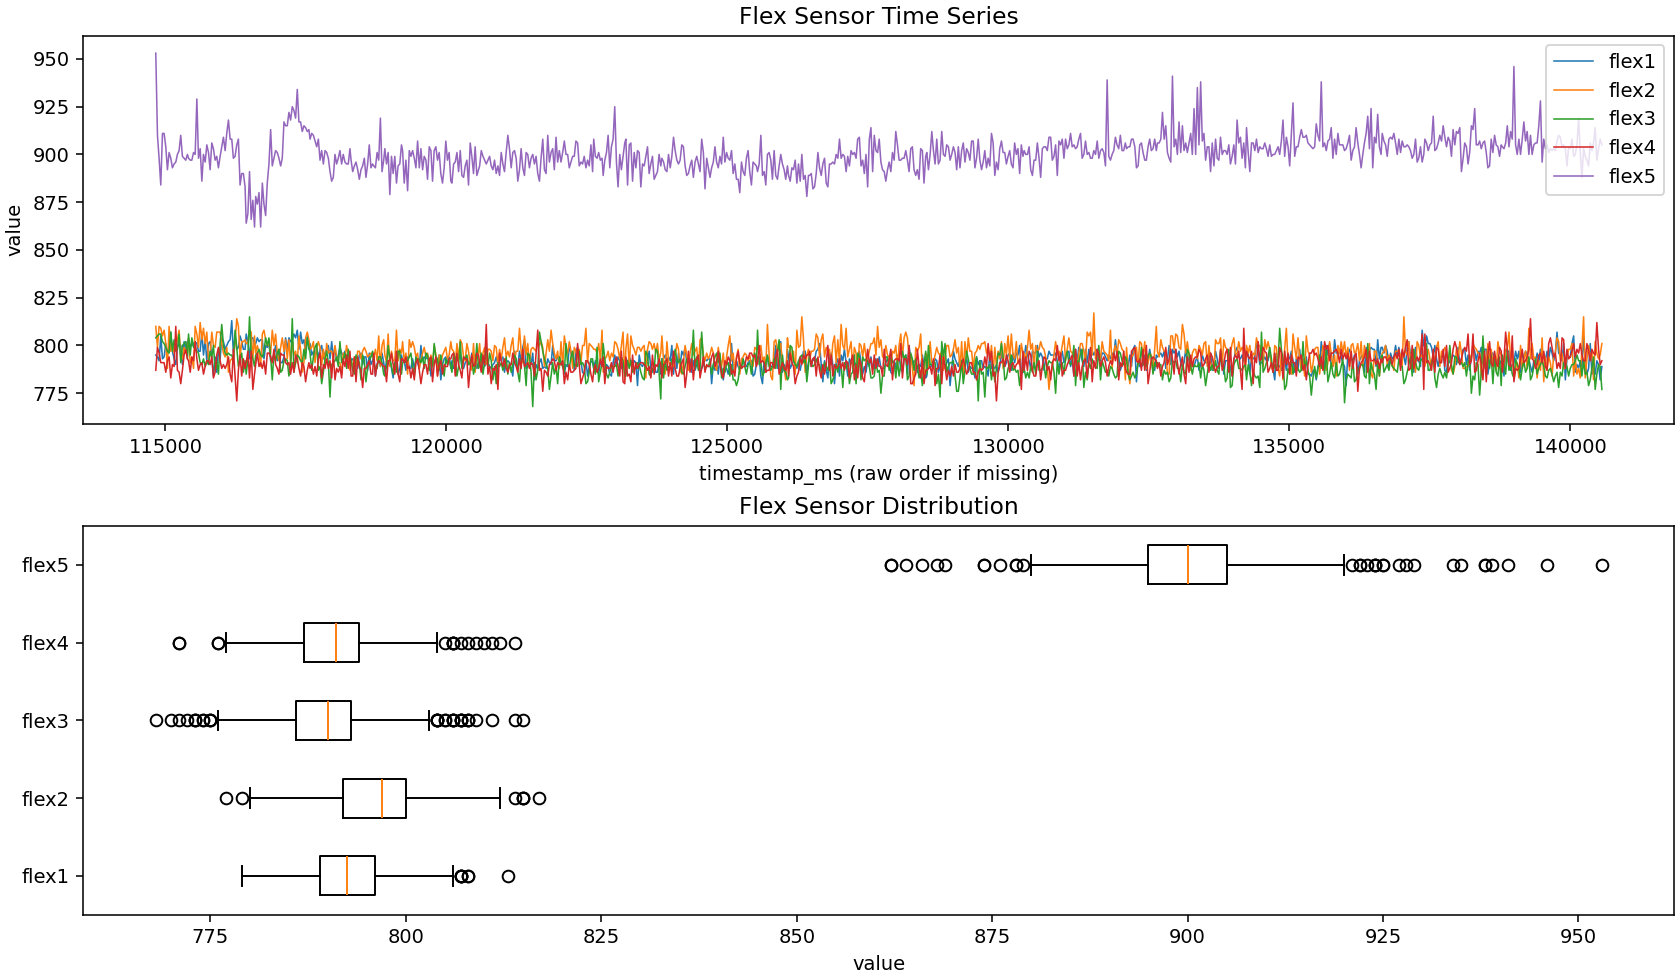 Flex Sensor Time Series
950
925
900
875
850
825
800
775
value
flex1
flex2
flex3
flex4
flex5
115000 120000 125000 130000 135000 140000
timestamp_ms (raw order if missing)
Flex Sensor Distribution
flex5
flex4
flex3
flex2
flex1
775 800 825 850 875 900 925 950
value